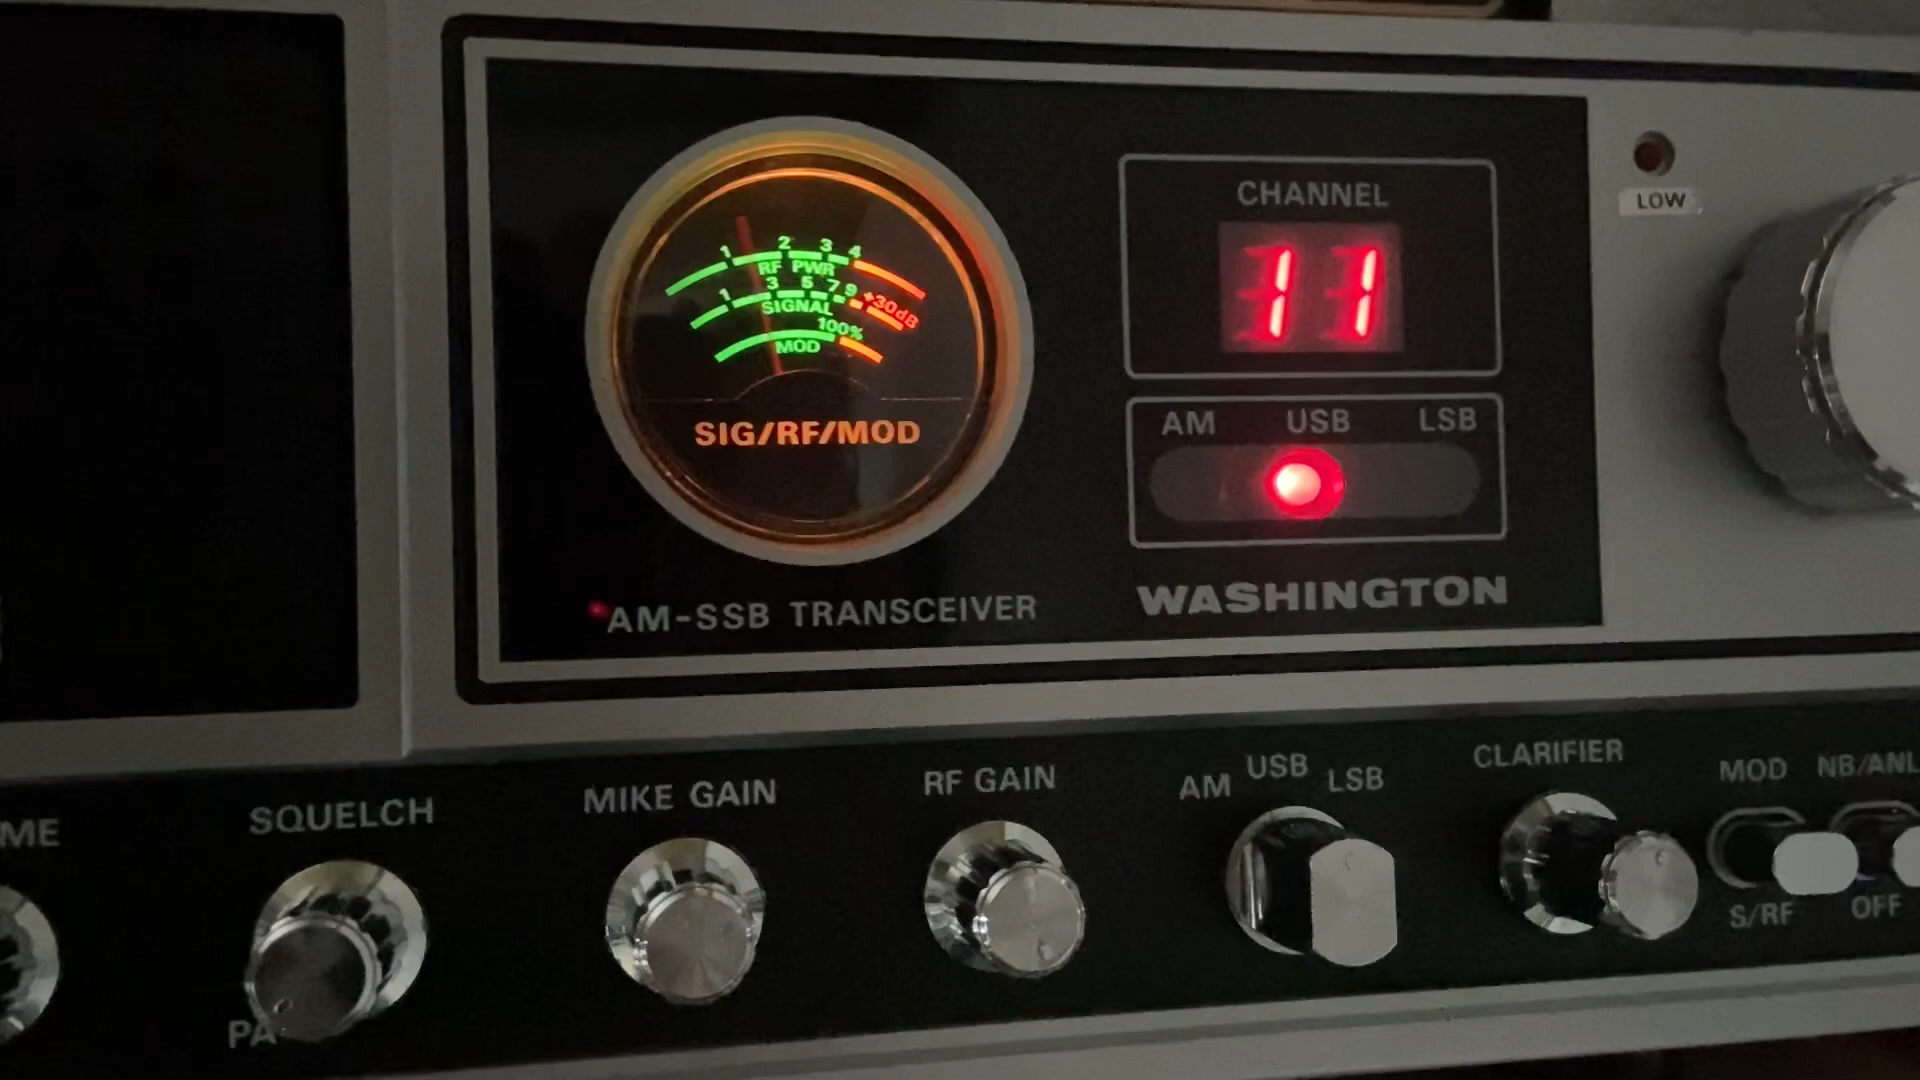 1 2 3 4
RF PWR
1 3 5 7 9 +30dB
SIGNAL
100%
MOD
SIG/RF/MOD
AM-SSB TRANSCEIVER
CHANNEL
11
AM USB LSB
WASHINGTON
LOW
ME
SQUELCH
PA
MIKE GAIN
RF GAIN
AM USB LSB
CLARIFIER
MOD NB/ANL
S/RF OFF